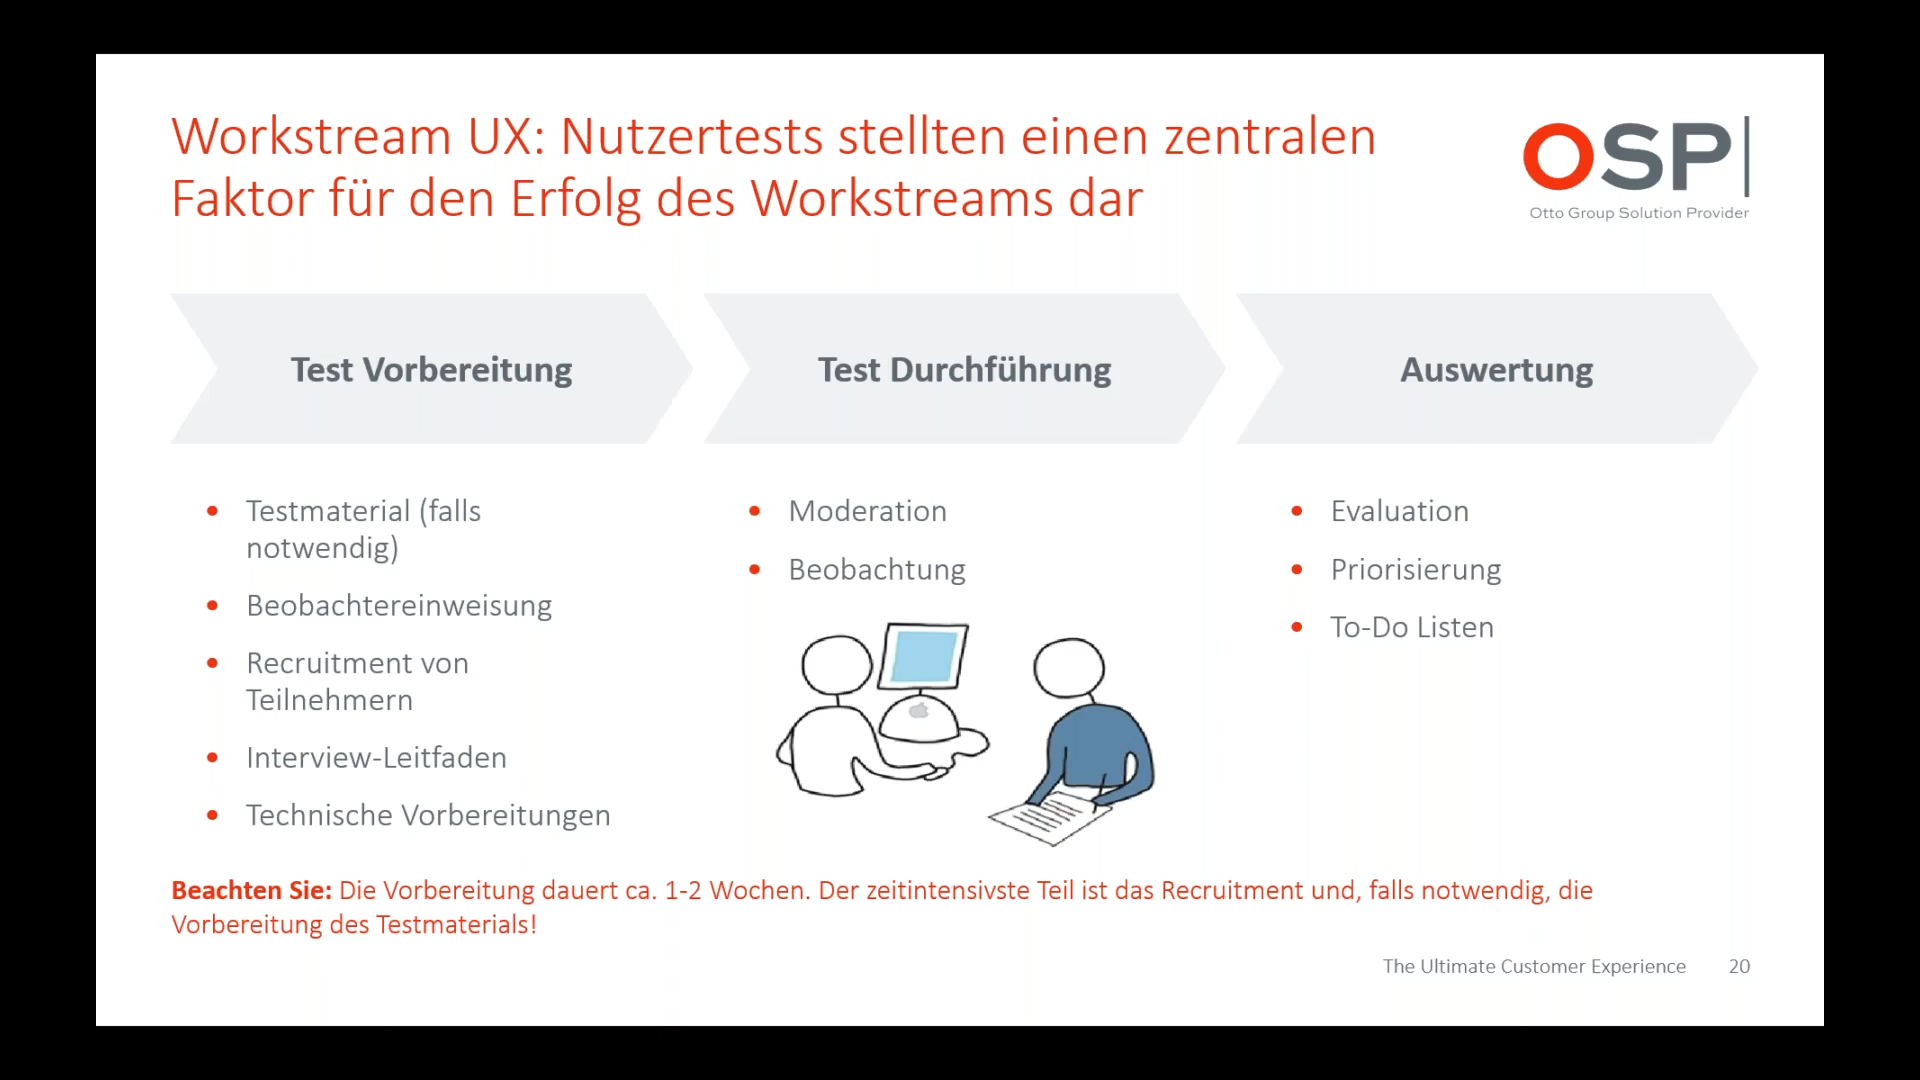 Workstream UX: Nutzertests stellten einen zentralen
Faktor für den Erfolg des Workstreams dar
OSP
Otto Group Solution Provider
Test Vorbereitung
Test Durchführung
Auswertung
Testmaterial (falls
notwendig)
Beobachtereinweisung
Recruitment von
Teilnehmern
Interview-Leitfaden
Technische Vorbereitungen
Moderation
Beobachtung
Evaluation
Priorisierung
To-Do Listen
Beachten Sie: Die Vorbereitung dauert ca. 1-2 Wochen. Der zeitintensivste Teil ist das Recruitment und, falls notwendig, die
Vorbereitung des Testmaterials!
The Ultimate Customer Experience 20